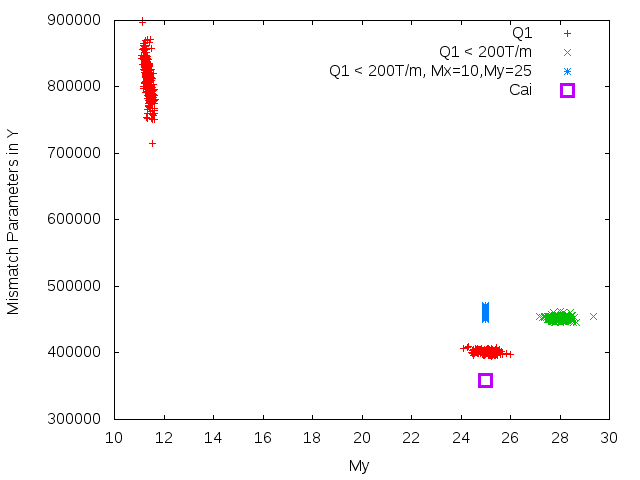 900000
800000
700000
600000
500000
400000
300000
Mismatch Parameters in Y
Q1
Q1 < 200T/m
Q1 < 200T/m, Mx=10,My=25
Cai
10 12 14 16 18 20 22 24 26 28 30
My